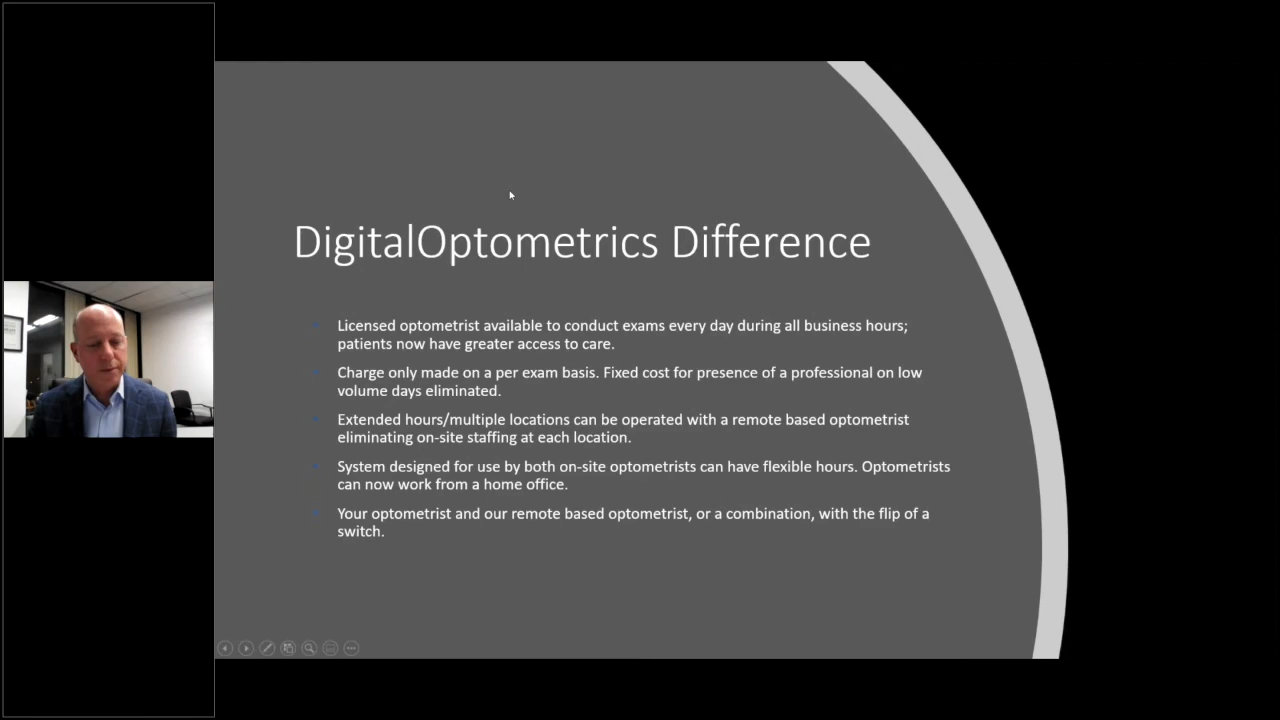 DigitalOptometrics Difference
Licensed optometrist available to conduct exams every day during all business hours;
patients now have greater access to care.
Charge only made on a per exam basis. Fixed cost for presence of a professional on low
volume days eliminated.
Extended hours/multiple locations can be operated with a remote based optometrist
eliminating on-site staffing at each location.
System designed for use by both on-site optometrists can have flexible hours. Optometrists
can now work from a home office.
Your optometrist and our remote based optometrist, or a combination, with the flip of a
switch.